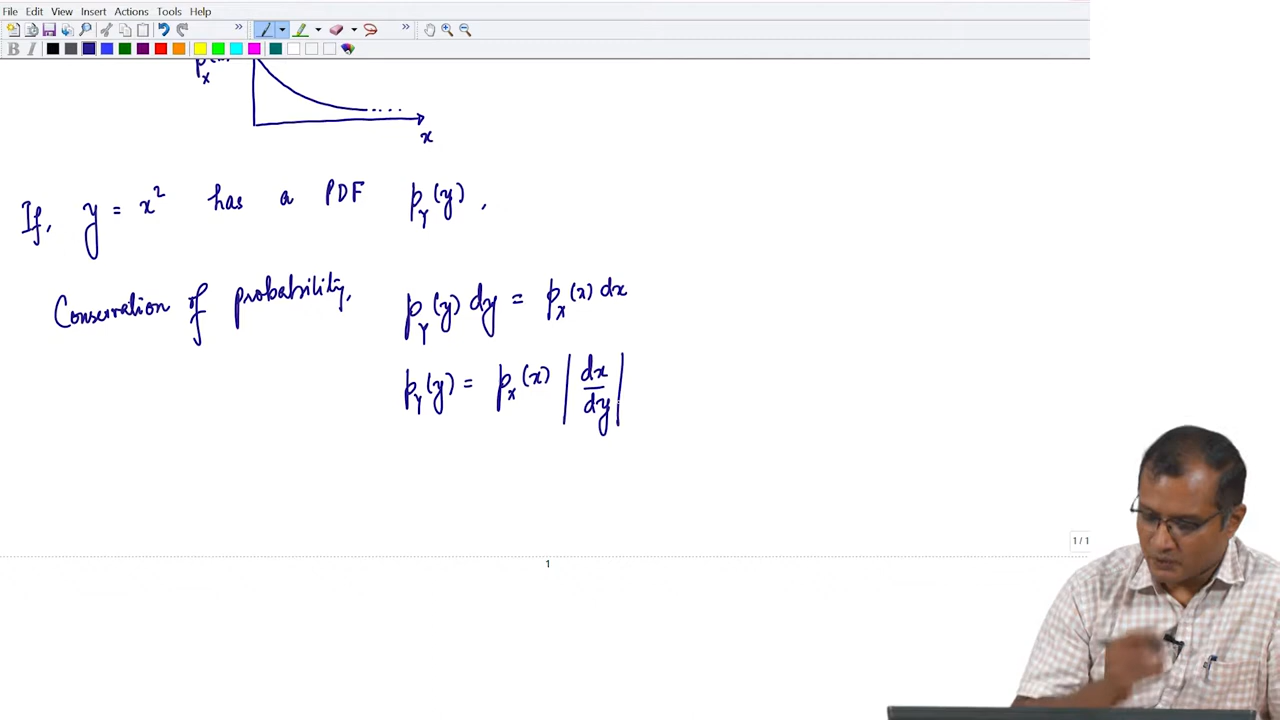 File Edit View Insert Actions Tools Help
x
If, y = x² has a PDF p_Y(y),
Conservation of probability, p_Y(y) dy = p_X(x) dx
p_Y(y) = p_X(x) | dx/dy |
1 / 1
1